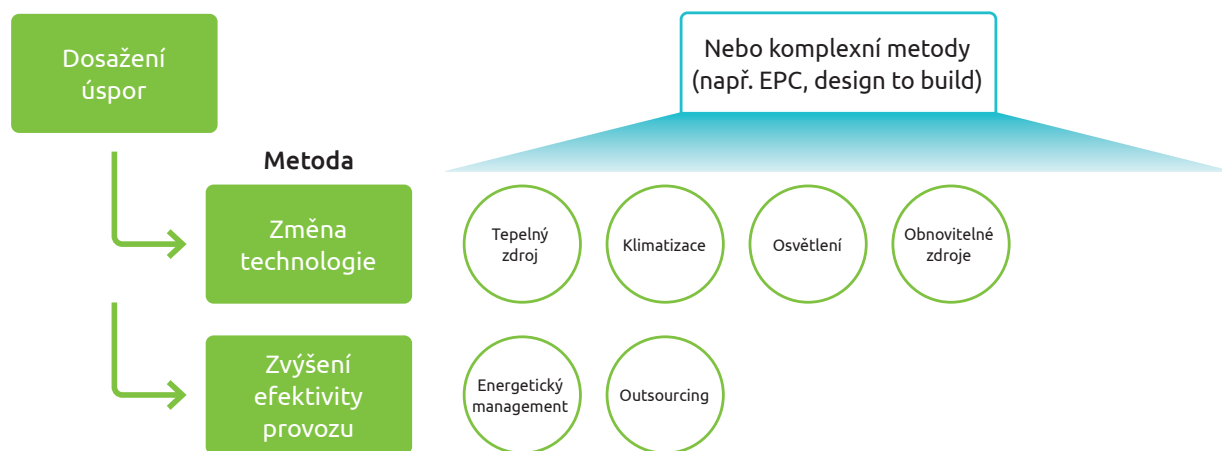 Dosažení
úspor
Nebo komplexní metody
(např. EPC, design to build)
Metoda
Změna
technologie
Tepelný
zdroj
Klimatizace
Osvětlení
Obnovitelné
zdroje
Zvýšení
efektivity
provozu
Energetický
management
Outsourcing